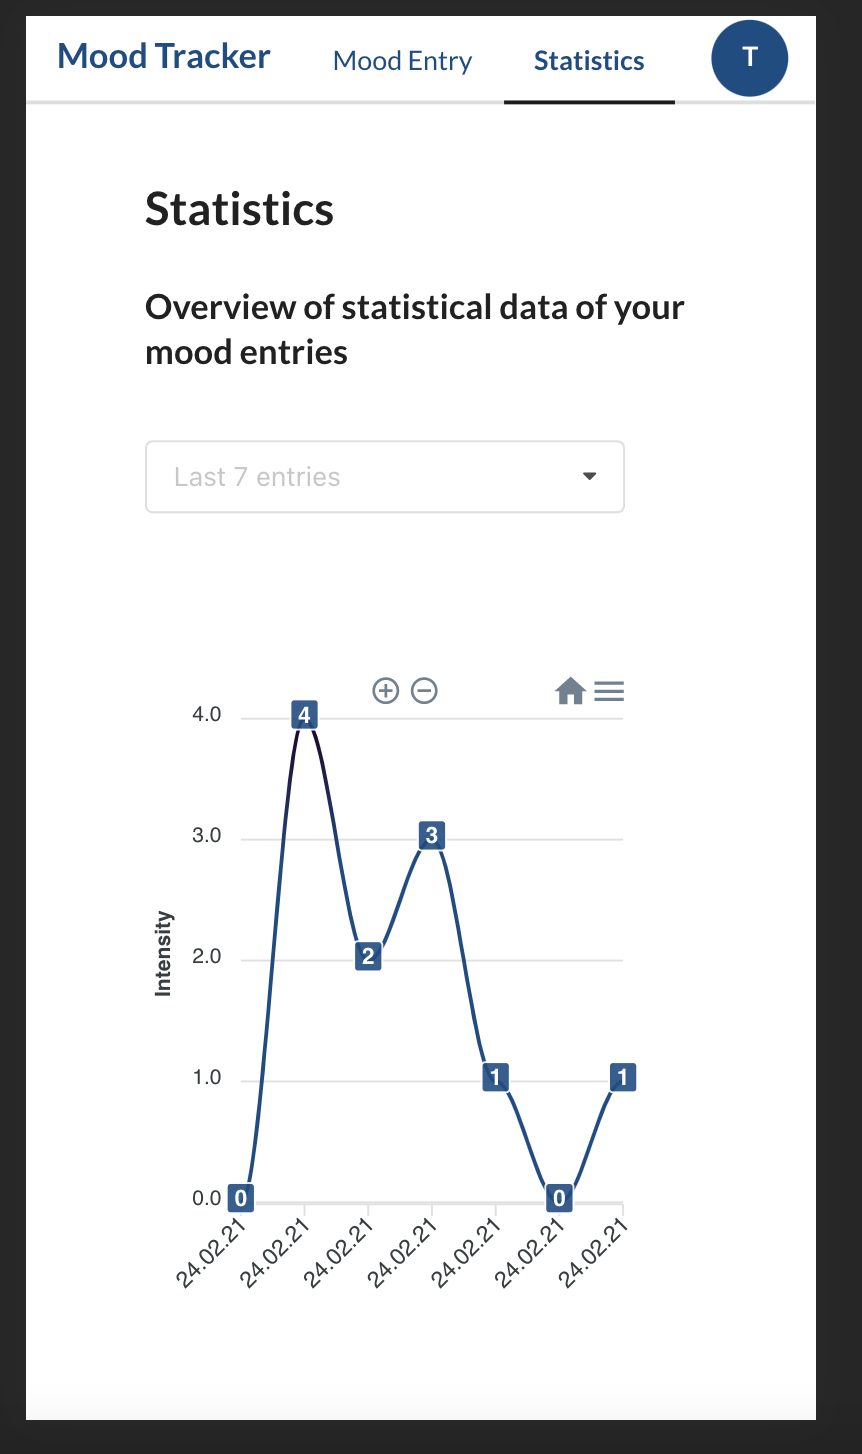 Mood Tracker
Mood Entry
Statistics
T
Statistics
Overview of statistical data of your
mood entries
Last 7 entries
4.0
3.0
2.0
1.0
0.0
Intensity
0
4
2
3
1
0
1
24.02.21
24.02.21
24.02.21
24.02.21
24.02.21
24.02.21
24.02.21